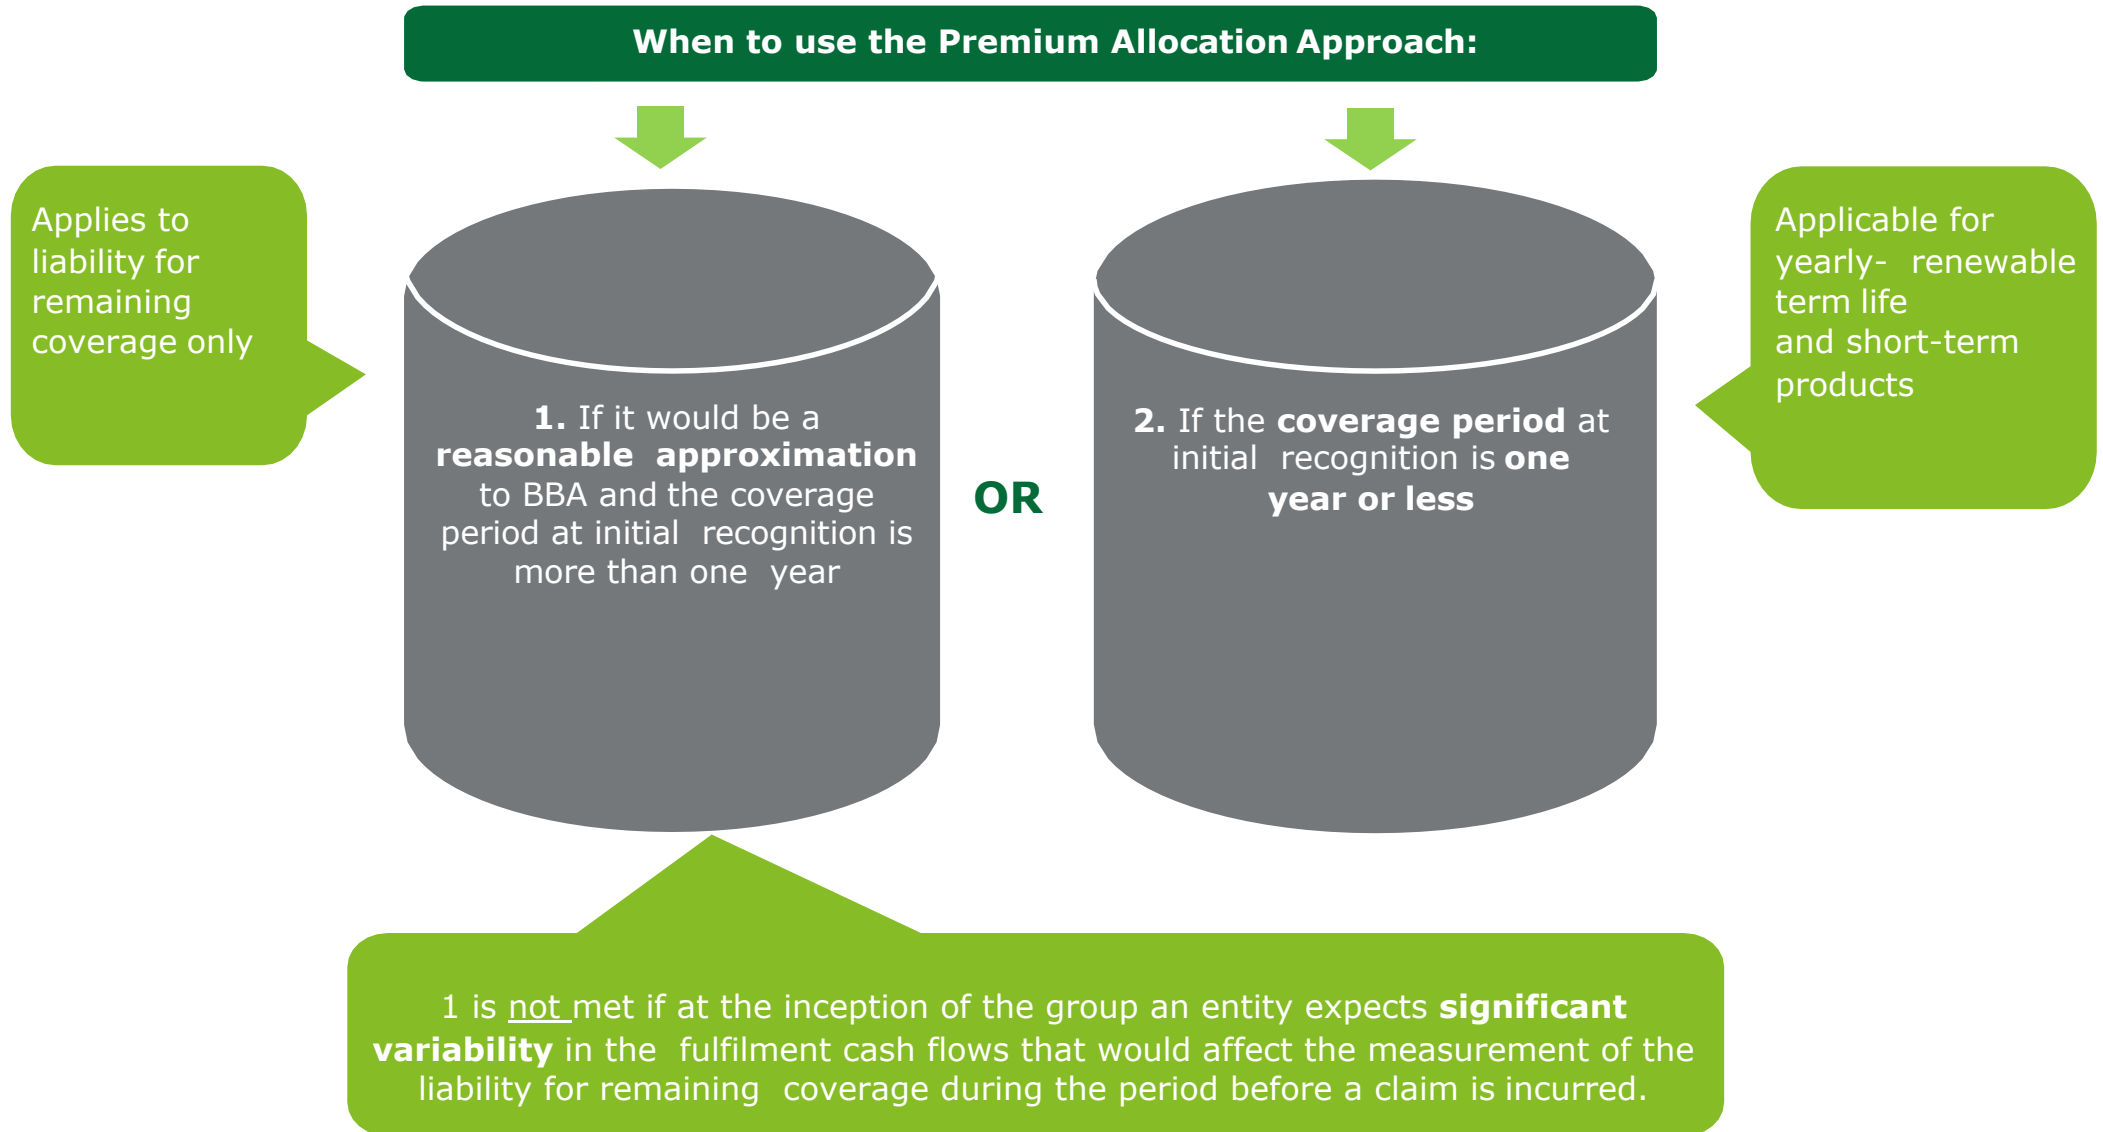 When to use the Premium Allocation Approach:
Applies to
liability for
remaining
coverage only
1. If it would be a
reasonable approximation
to BBA and the coverage
period at initial recognition is
more than one year
OR
2. If the coverage period at
initial recognition is one
year or less
Applicable for
yearly- renewable
term life
and short-term
products
1 is not met if at the inception of the group an entity expects significant
variability in the fulfilment cash flows that would affect the measurement of the
liability for remaining coverage during the period before a claim is incurred.